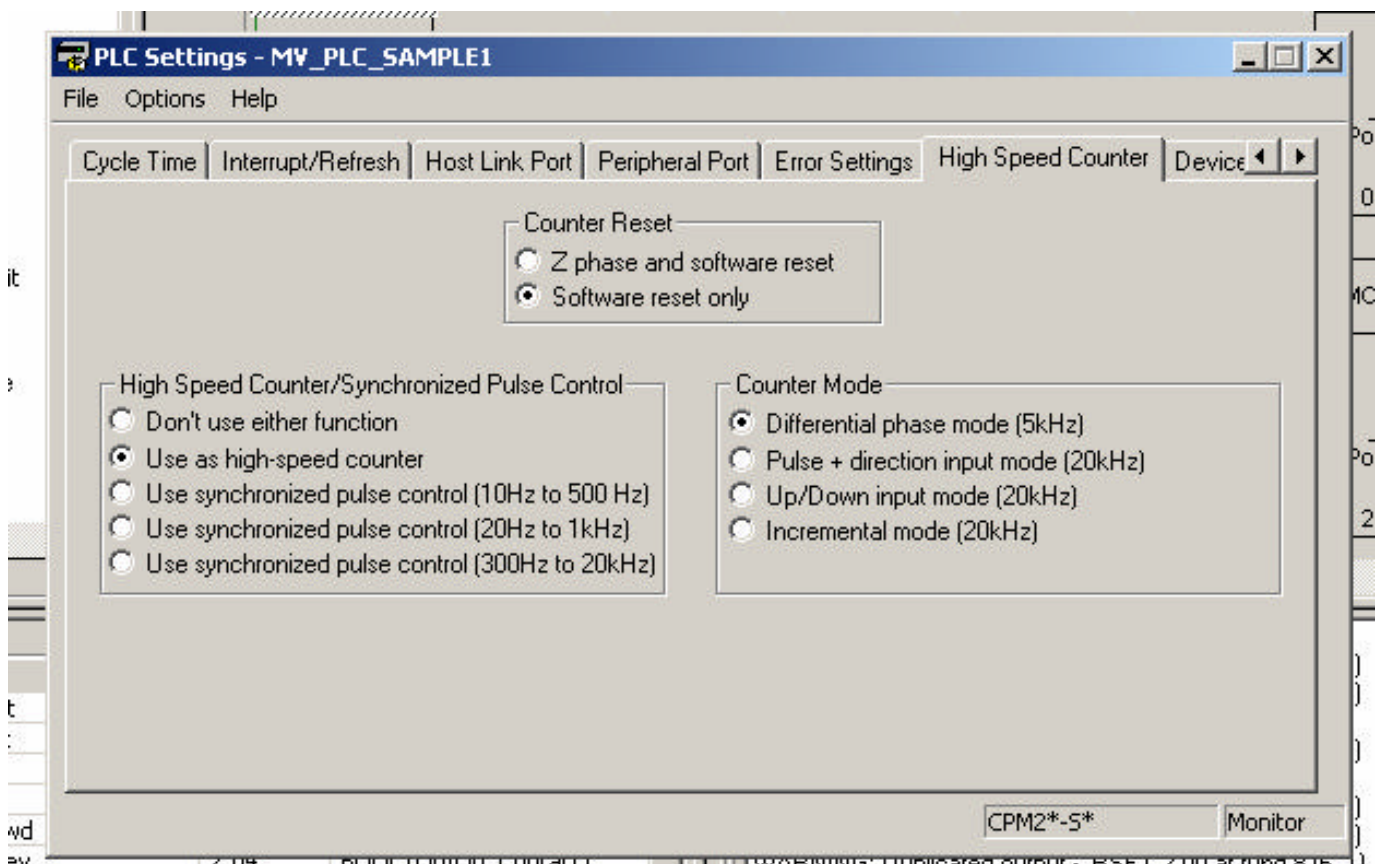 PLC Settings - MV_PLC_SAMPLE1
File Options Help
Cycle Time Interrupt/Refresh Host Link Port Peripheral Port Error Settings High Speed Counter Device
Counter Reset
Z phase and software reset
Software reset only
High Speed Counter/Synchronized Pulse Control
Don't use either function
Use as high-speed counter
Use synchronized pulse control (10Hz to 500 Hz)
Use synchronized pulse control (20Hz to 1kHz)
Use synchronized pulse control (300Hz to 20kHz)
Counter Mode
Differential phase mode (5kHz)
Pulse + direction input mode (20kHz)
Up/Down input mode (20kHz)
Incremental mode (20kHz)
CPM2*-S* Monitor